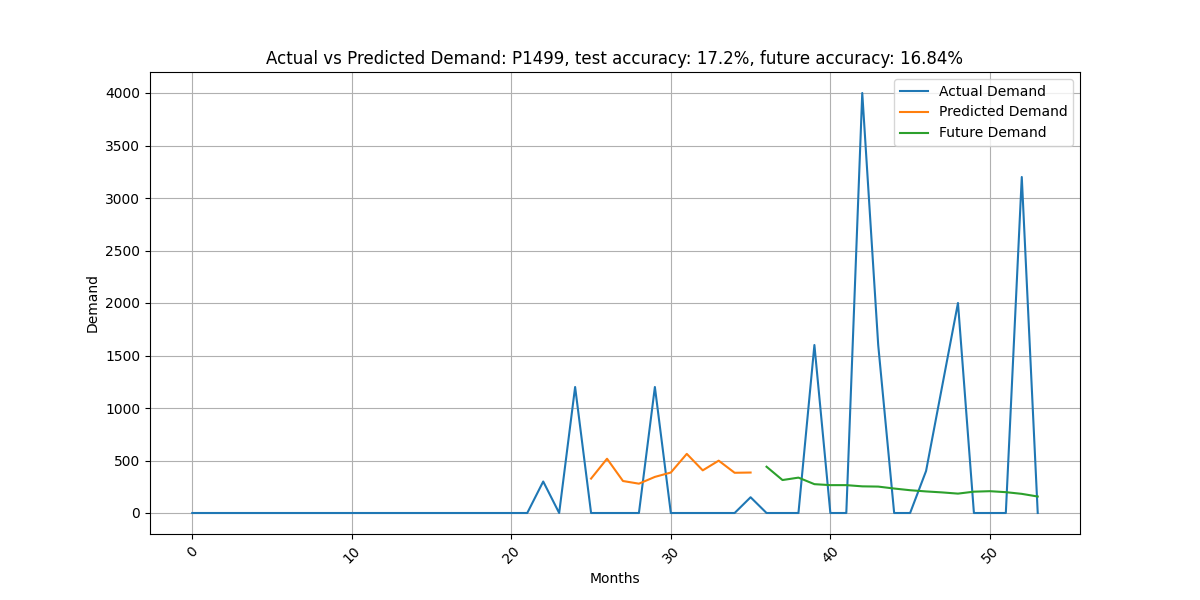 Actual vs Predicted Demand: P1499, test accuracy: 17.2%, future accuracy: 16.84%
Actual Demand
Predicted Demand
Future Demand
4000
3500
3000
2500
2000
1500
1000
500
0
Demand
0
10
20
30
40
50
Months